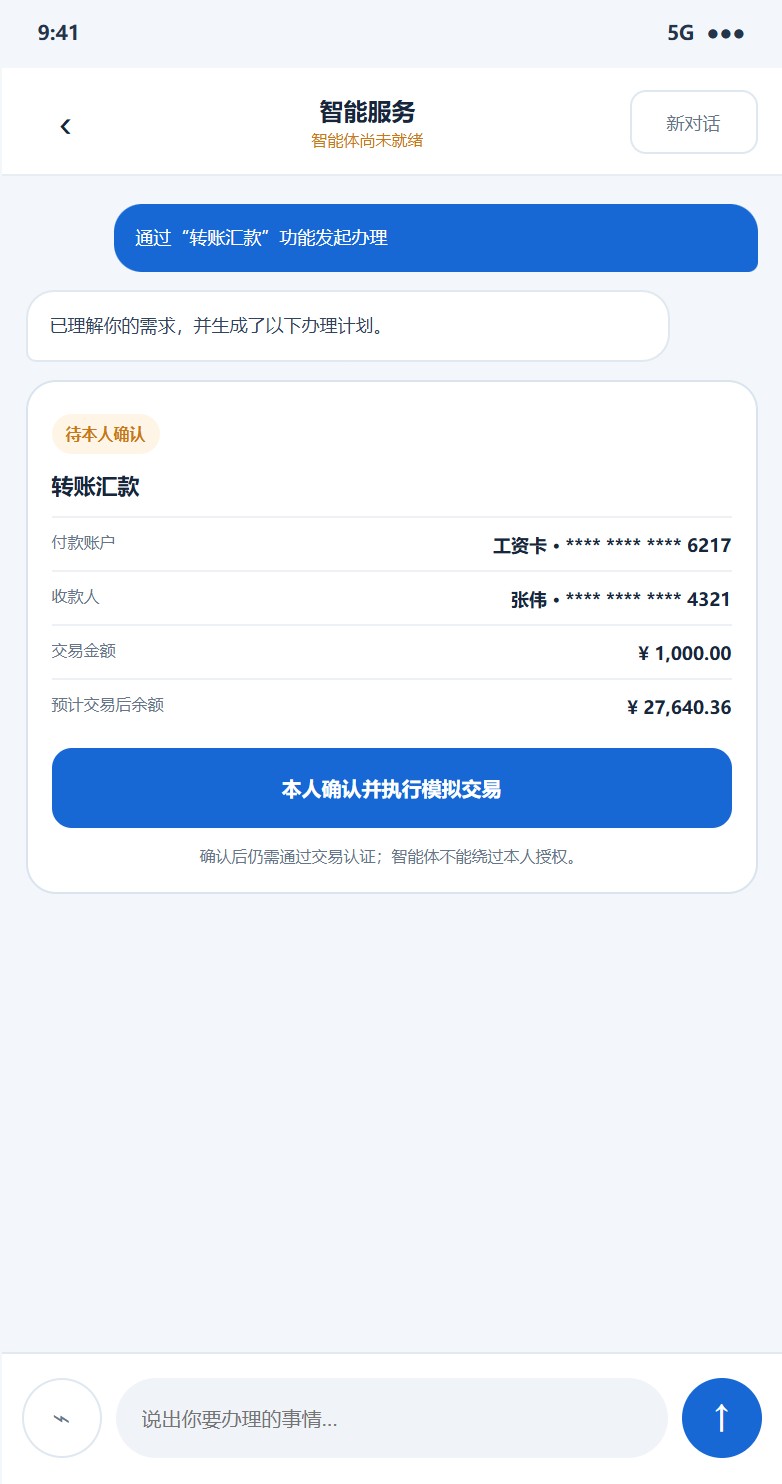 9:41
5G ●●●
‹
智能服务
智能体尚未就绪
新对话
通过“转账汇款”功能发起办理
已理解你的需求，并生成了以下办理计划。
待本人确认
转账汇款
付款账户
工资卡 • **** **** **** 6217
收款人
张伟 • **** **** **** 4321
交易金额
¥ 1,000.00
预计交易后余额
¥ 27,640.36
本人确认并执行模拟交易
确认后仍需通过交易认证；智能体不能绕过本人授权。
说出你要办理的事情...
↑